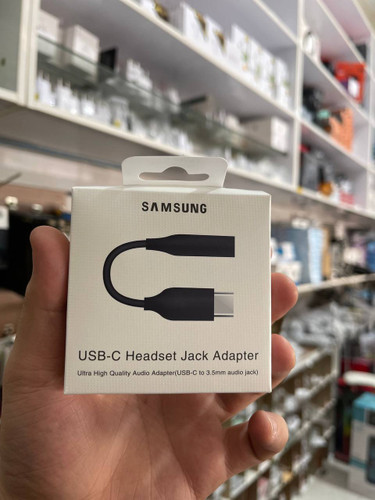 SAMSUNG
USB-C Headset Jack Adapter
Ultra High Quality Audio Adapter(USB-C to 3.5mm audio jack)